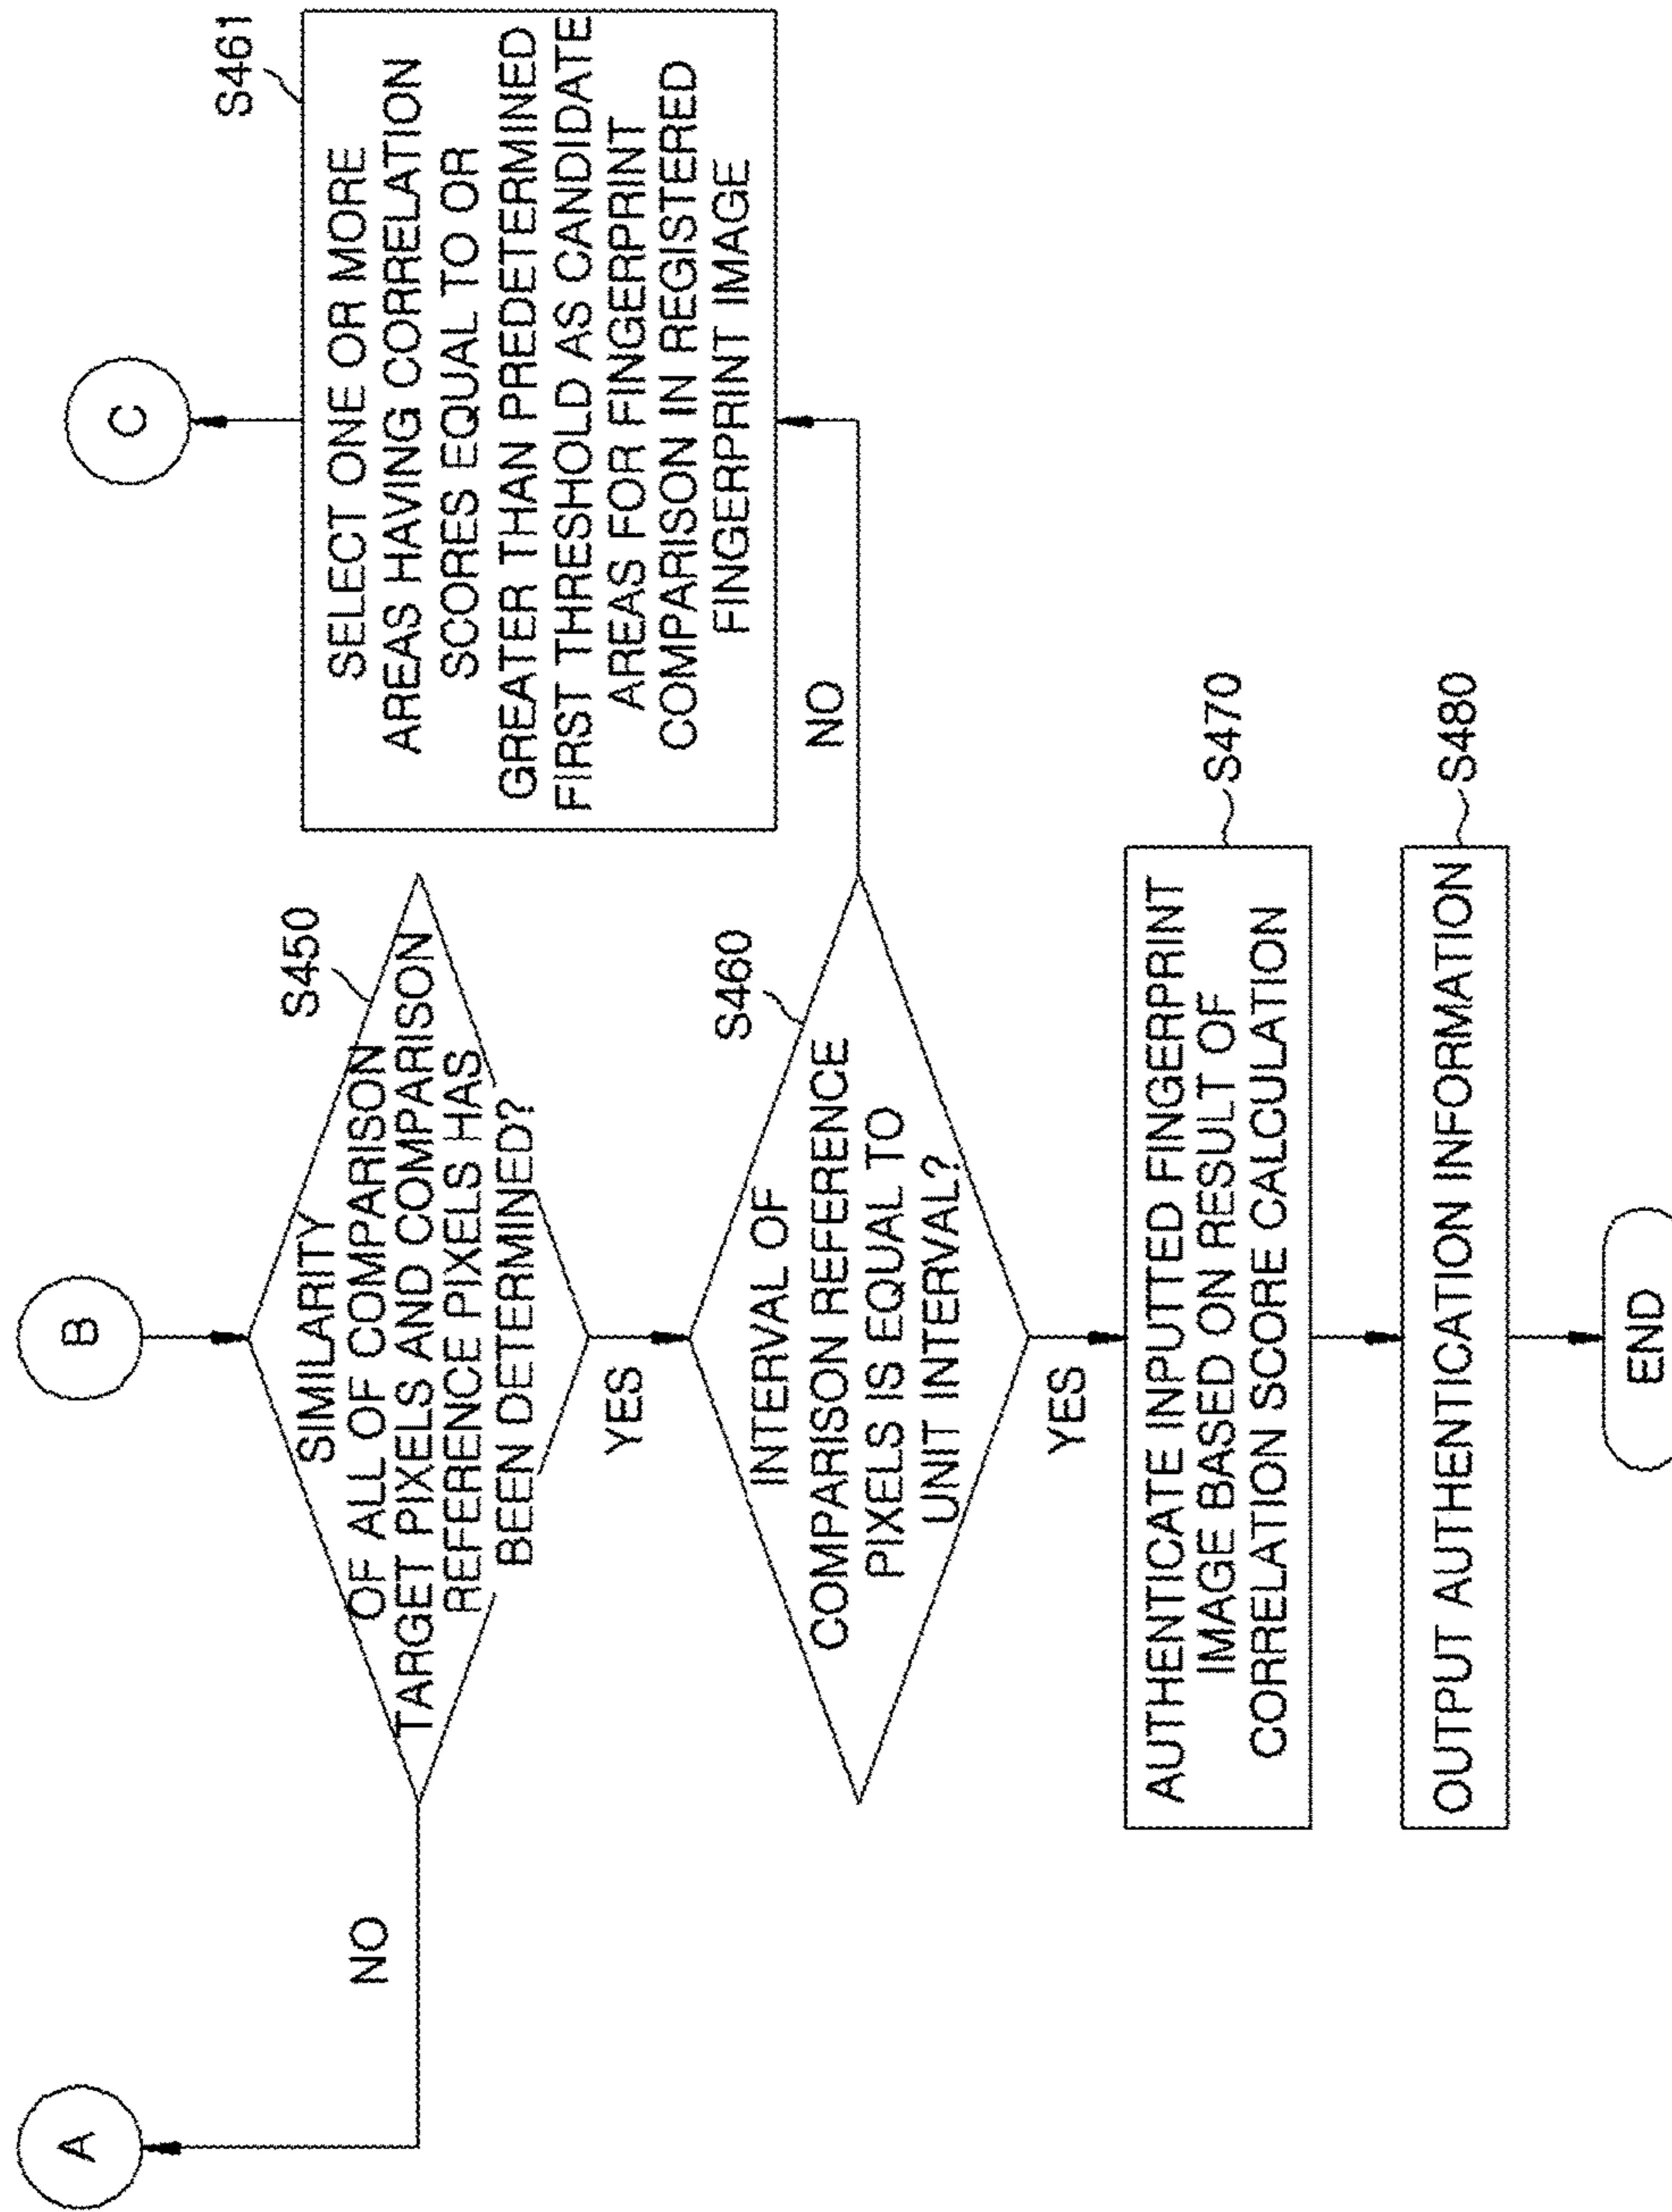 A
B
C
NO
S450
SIMILARITY
OF ALL OF COMPARISON
TARGET PIXELS AND COMPARISON
REFERENCE PIXELS HAS
BEEN DETERMINED?
YES
S461
SELECT ONE OR MORE
AREAS HAVING CORRELATION
SCORES EQUAL TO OR
GREATER THAN PREDETERMINED
FIRST THRESHOLD AS CANDIDATE
AREAS FOR FINGERPRINT
COMPARISON IN REGISTERED
FINGERPRINT IMAGE
S460
INTERVAL OF
COMPARISON REFERENCE
PIXELS IS EQUAL TO
UNIT INTERVAL?
NO
YES
S470
AUTHENTICATE INPUTTED FINGERPRINT
IMAGE BASED ON RESULT OF
CORRELATION SCORE CALCULATION
S480
OUTPUT AUTHENTICATION INFORMATION
END